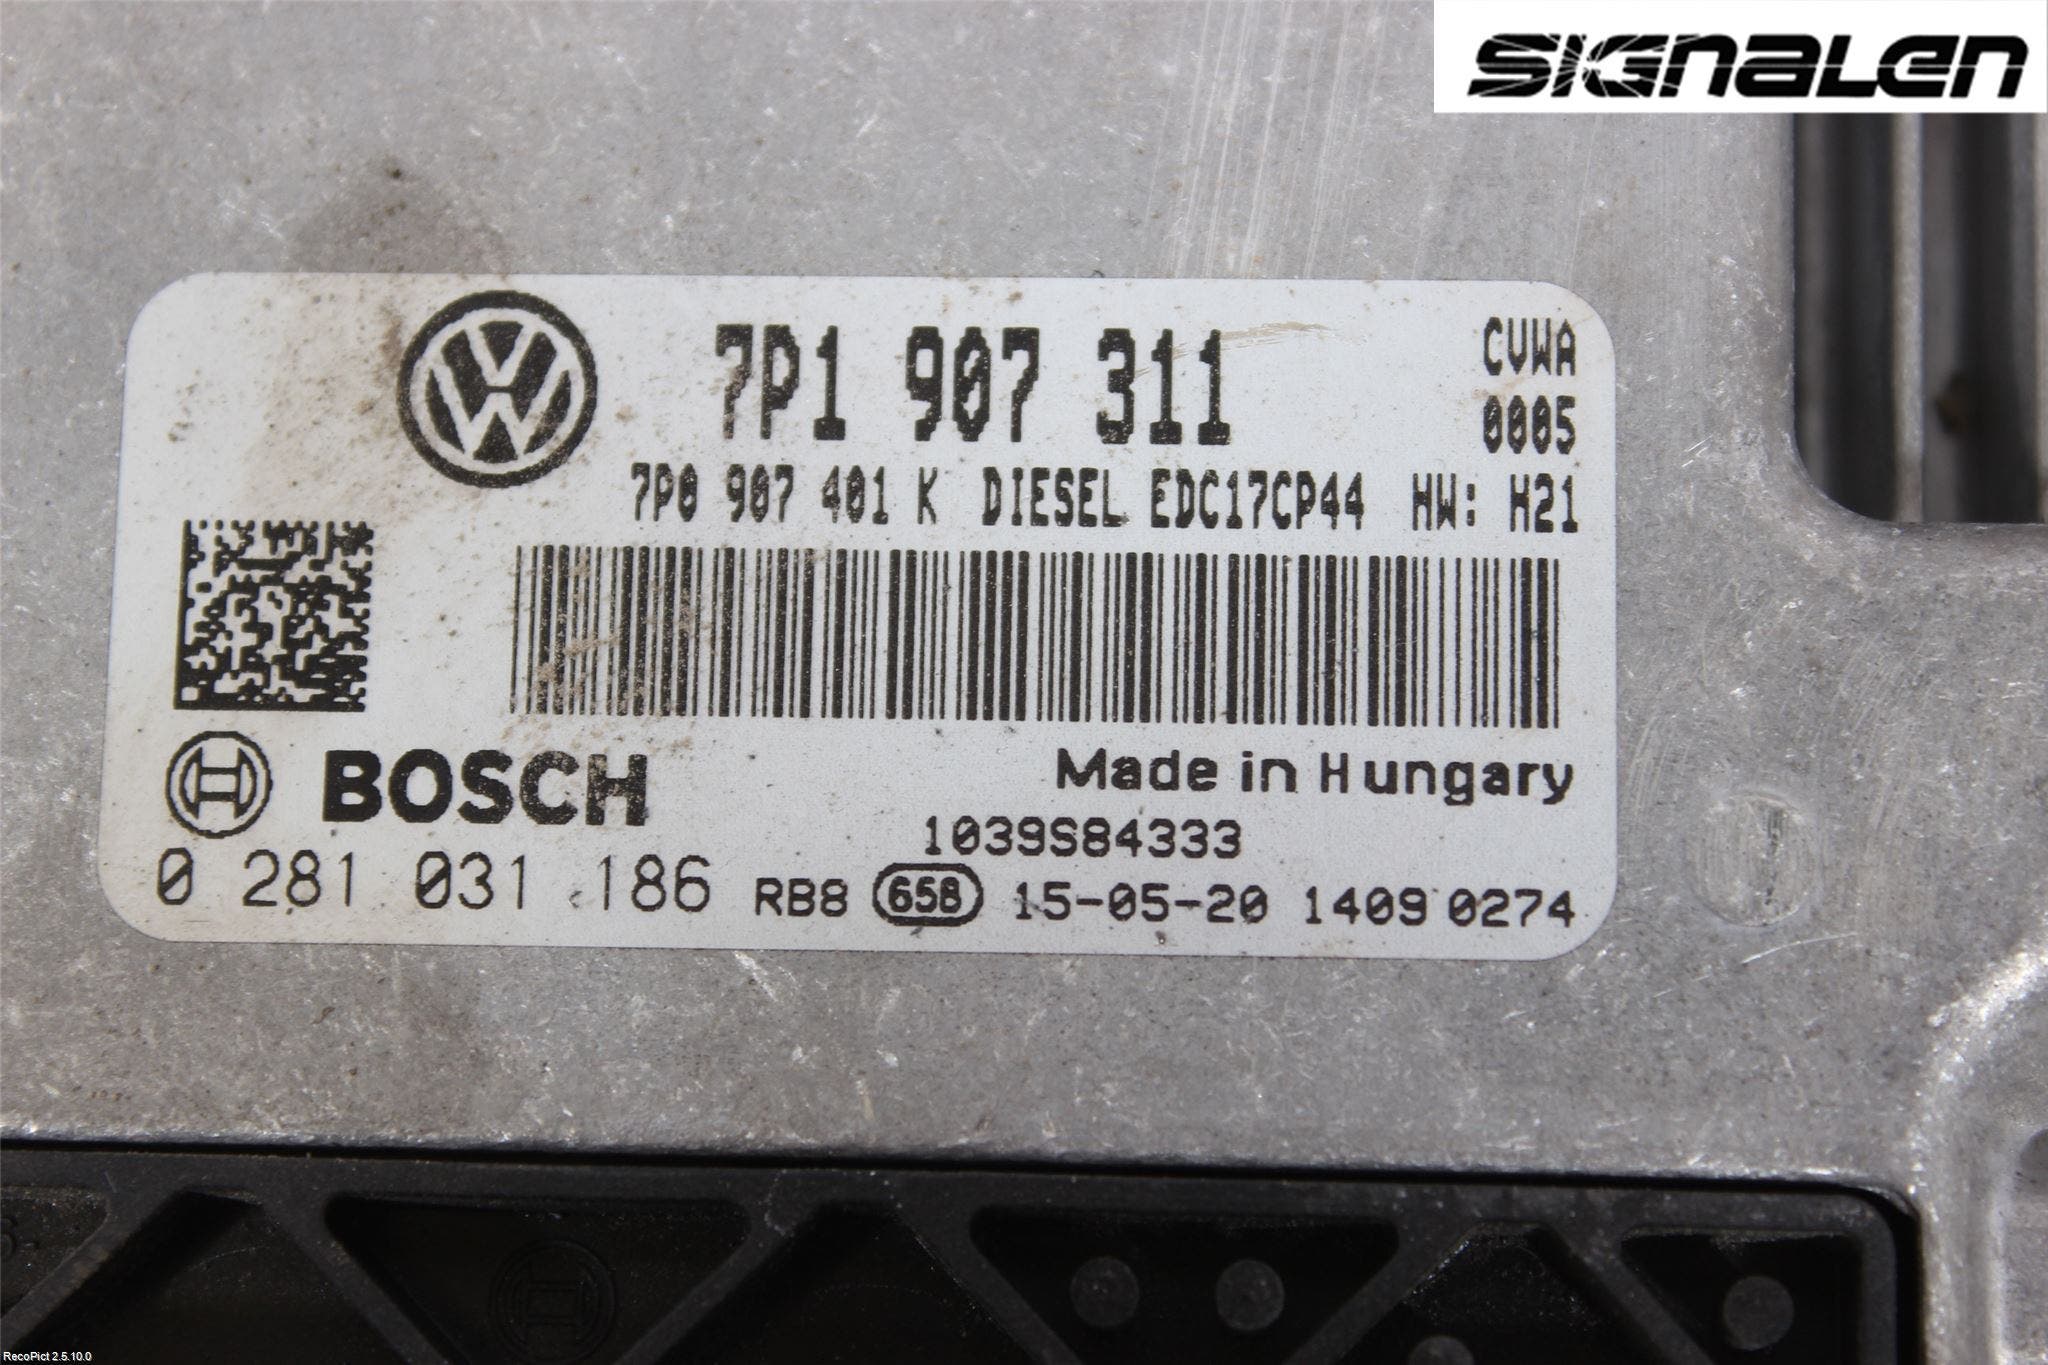 SIGNALEN
7P1 907 311
CVWA
0005
7P0 907 401 K DIESEL EDC17CP44 HW: H21
BOSCH
Made in Hungary
1039S84333
0 281 031 186 RB8 65B 15-05-20 1409 0274
RecoPict 2.5.10.0